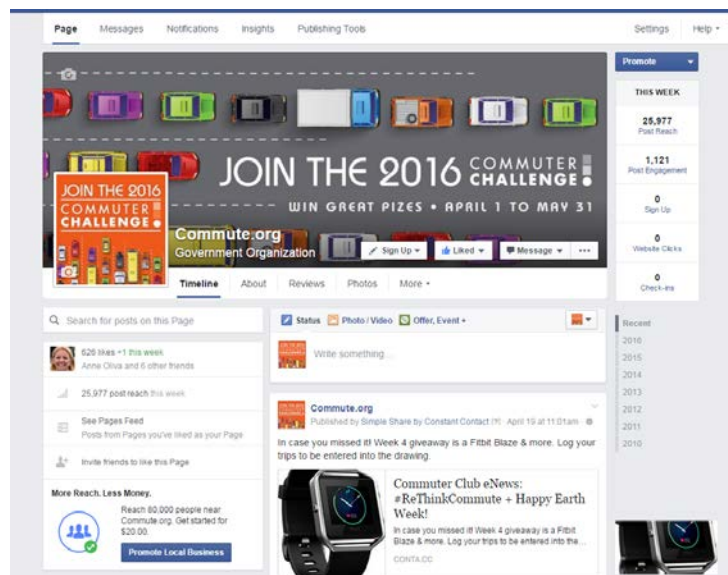 Page Messages Notifications Insights Publishing Tools Settings Help
Promote
THIS WEEK
25,977
Post Reach
1,121
Post Engagement
0
Sign Up
0
Website Clicks
0
Check-ins
JOIN THE 2016 COMMUTER CHALLENGE!
WIN GREAT PIZES • APRIL 1 TO MAY 31
JOIN THE 2016
COMMUTER
CHALLENGE!
Commute.org
Government Organization
Sign Up Liked Message ...
Timeline About Reviews Photos More
Search for posts on this Page
626 likes +1 this week
Anne Oliva and 6 other friends
25,977 post reach this week
See Pages Feed
Posts from Pages you've liked as your Page
Invite friends to like this Page
More Reach. Less Money.
Reach 80,000 people near
Commute.org. Get started for
$20.00.
Promote Local Business
Status Photo / Video Offer, Event +
Write something...
Commute.org
Published by Simple Share by Constant Contact [?] · April 19 at 11:01am ·
In case you missed it! Week 4 giveaway is a Fitbit Blaze & more. Log your
trips to be entered into the drawing.
Commuter Club eNews:
#ReThinkCommute + Happy Earth
Week!
In case you missed it! Week 4 giveaway is a Fitbit
Blaze & more. Log your trips to be entered into the...
CONTA.CC
Recent
2016
2015
2014
2013
2012
2011
2010